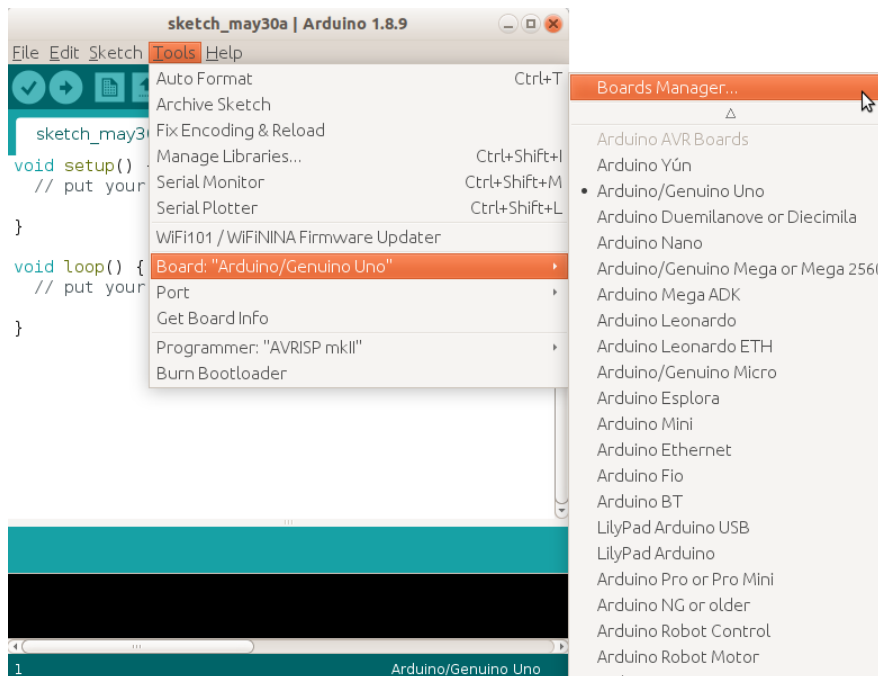 sketch_may30a | Arduino 1.8.9
File Edit Sketch Tools Help
sketch_may30
void setup() {
// put your
}
void loop() {
// put your
}
Auto Format Ctrl+T
Archive Sketch
Fix Encoding & Reload
Manage Libraries... Ctrl+Shift+I
Serial Monitor Ctrl+Shift+M
Serial Plotter Ctrl+Shift+L
WiFi101 / WiFiNINA Firmware Updater
Board: "Arduino/Genuino Uno"
Port
Get Board Info
Programmer: "AVRISP mkII"
Burn Bootloader
Boards Manager...
Arduino AVR Boards
Arduino Yún
Arduino/Genuino Uno
Arduino Duemilanove or Diecimila
Arduino Nano
Arduino/Genuino Mega or Mega 2560
Arduino Mega ADK
Arduino Leonardo
Arduino Leonardo ETH
Arduino/Genuino Micro
Arduino Esplora
Arduino Mini
Arduino Ethernet
Arduino Fio
Arduino BT
LilyPad Arduino USB
LilyPad Arduino
Arduino Pro or Pro Mini
Arduino NG or older
Arduino Robot Control
Arduino Robot Motor
1 Arduino/Genuino Uno